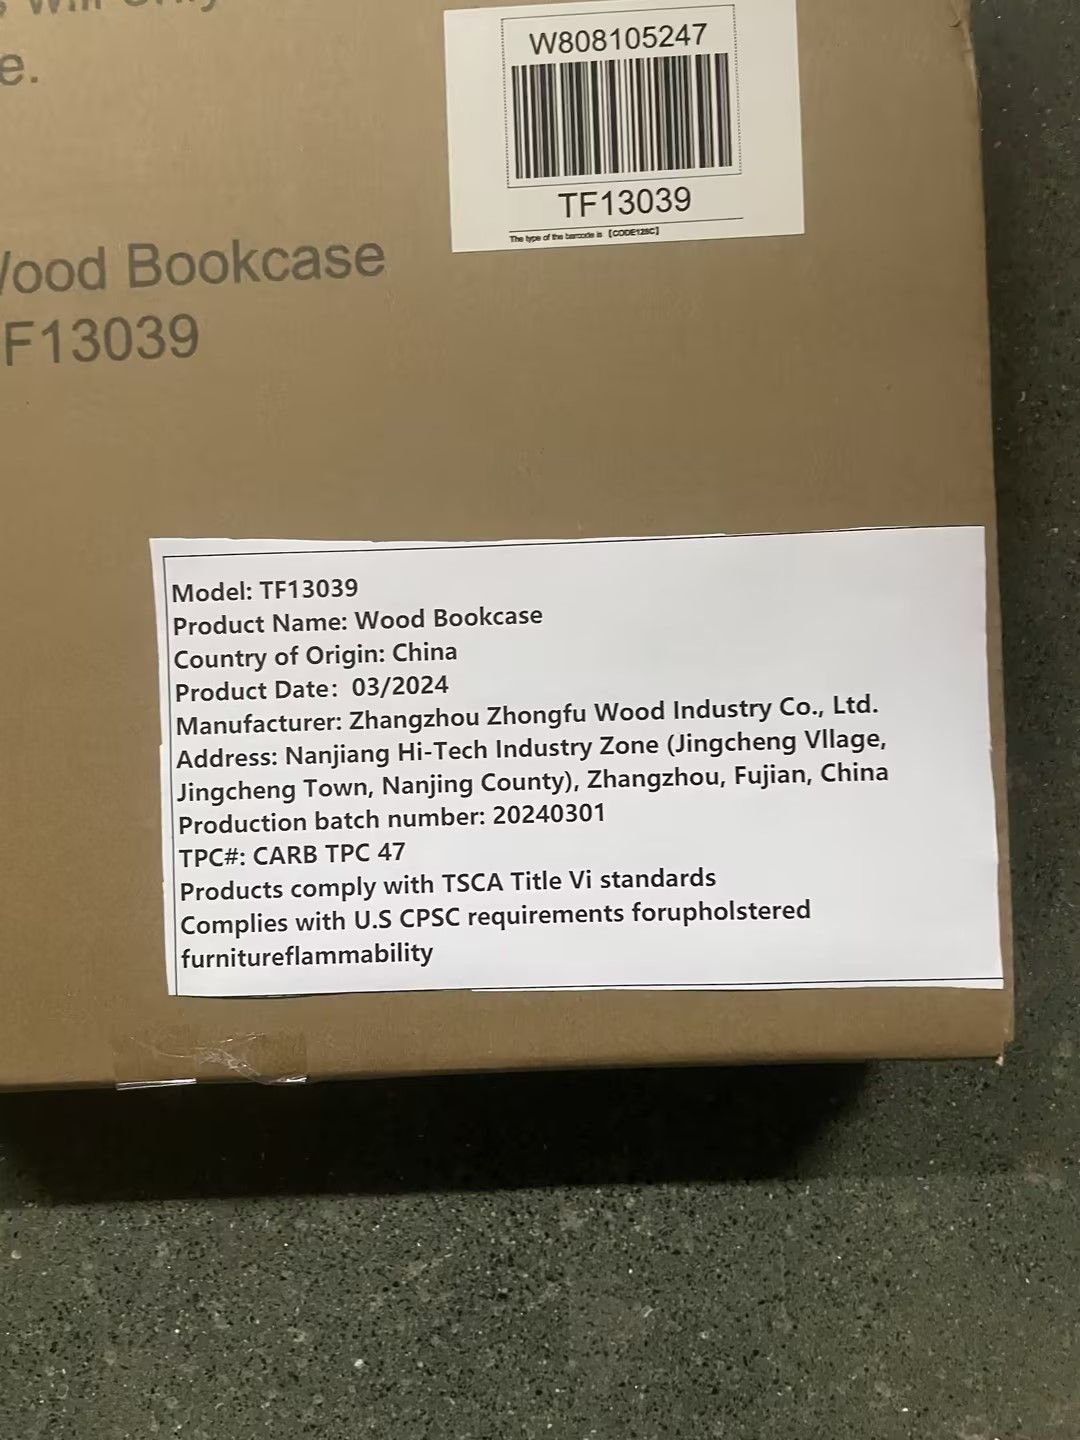 e.
W808105247
TF13039
The type of the barcode is 【CODE128C】
ood Bookcase
F13039
Model: TF13039
Product Name: Wood Bookcase
Country of Origin: China
Product Date: 03/2024
Manufacturer: Zhangzhou Zhongfu Wood Industry Co., Ltd.
Address: Nanjiang Hi-Tech Industry Zone (Jingcheng Vllage,
Jingcheng Town, Nanjing County), Zhangzhou, Fujian, China
Production batch number: 20240301
TPC#: CARB TPC 47
Products comply with TSCA Title Vi standards
Complies with U.S CPSC requirements forupholstered
furnitureflammability